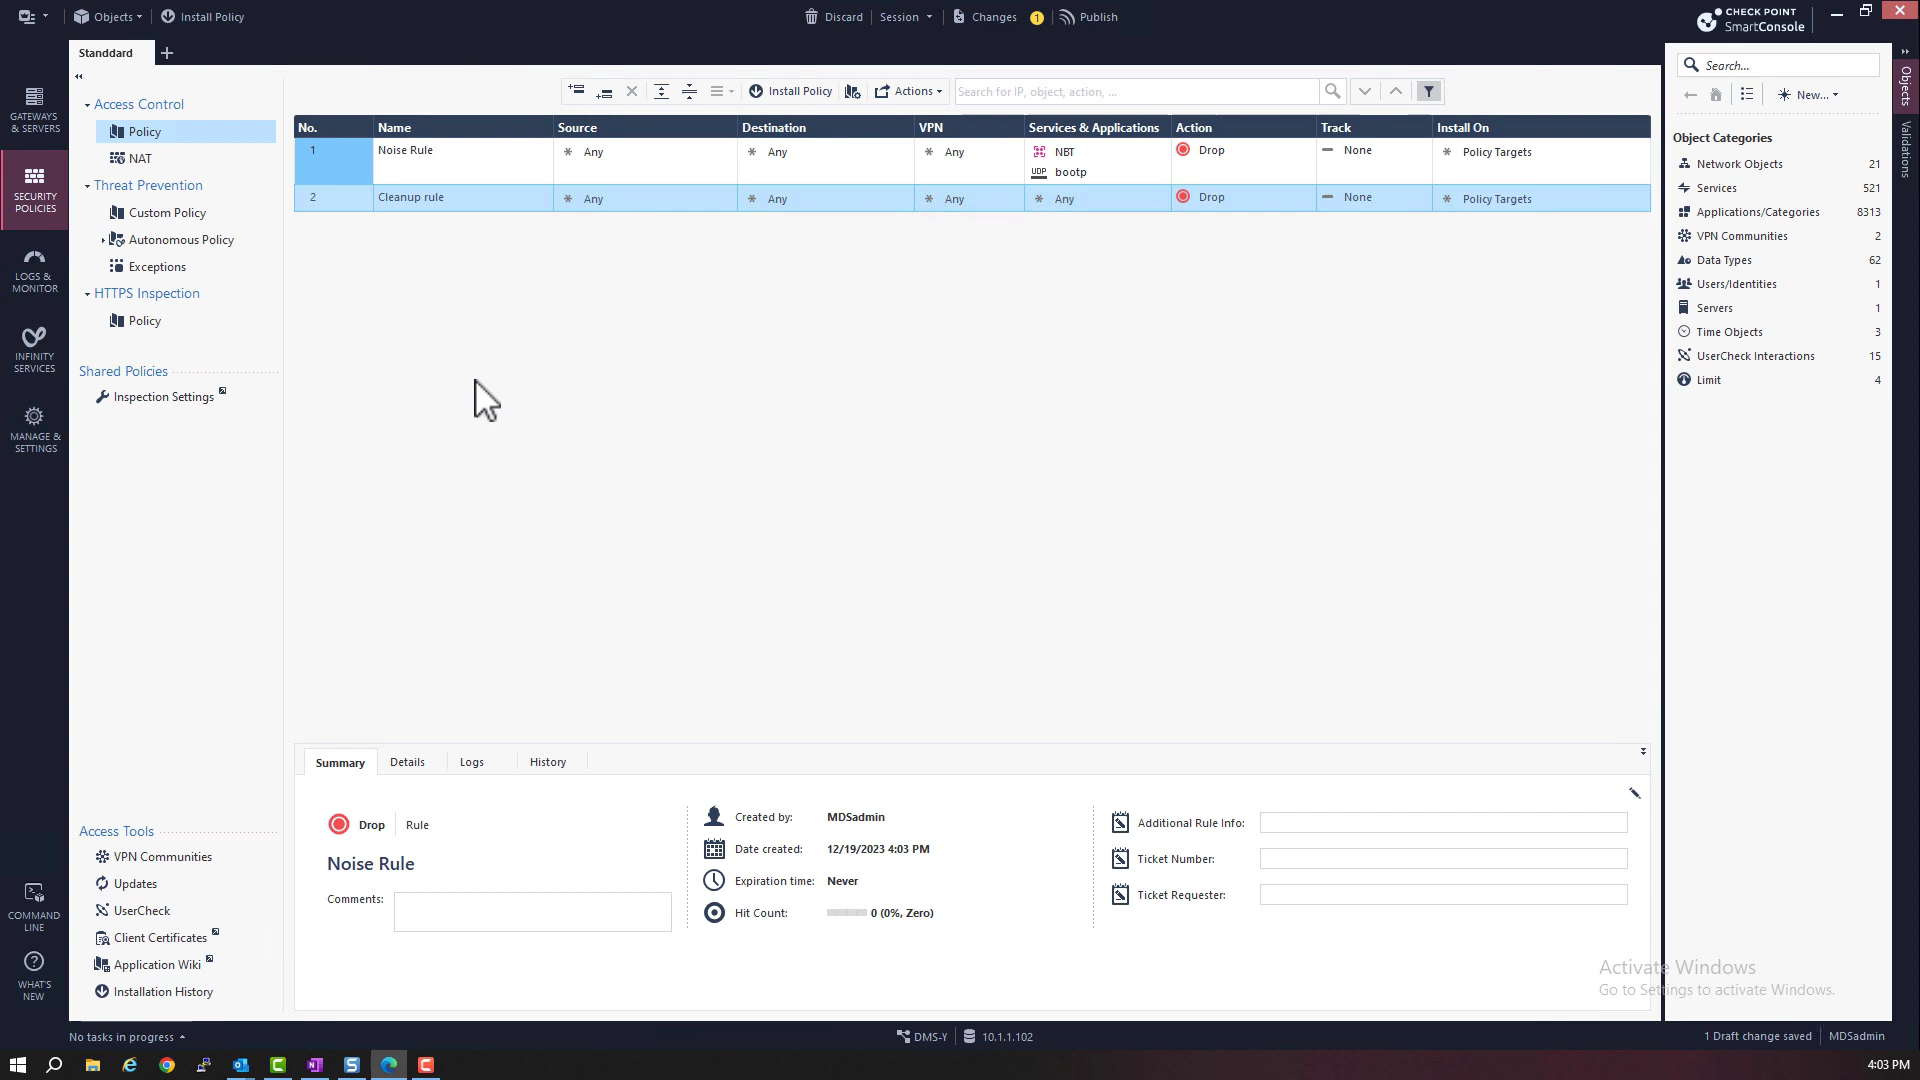 Objects
Install Policy
Discard
Session
Changes
1
Publish
CHECK POINT
SmartConsole
Standdard
Search...
New...
GATEWAYS
& SERVERS
SECURITY
POLICIES
LOGS &
MONITOR
INFINITY
SERVICES
MANAGE &
SETTINGS
COMMAND
LINE
WHAT'S
NEW
Access Control
Policy
NAT
Threat Prevention
Custom Policy
Autonomous Policy
Exceptions
HTTPS Inspection
Policy
Shared Policies
Inspection Settings
Access Tools
VPN Communities
Updates
UserCheck
Client Certificates
Application Wiki
Installation History
Install Policy
Actions
Search for IP, object, action, ...
No. Name Source Destination VPN Services & Applications Action Track Install On
1 Noise Rule Any Any Any NBT Drop None Policy Targets
UDP bootp
2 Cleanup rule Any Any Any Any Drop None Policy Targets
Summary Details Logs History
Drop Rule
Noise Rule
Comments:
Created by: MDSadmin
Date created: 12/19/2023 4:03 PM
Expiration time: Never
Hit Count: 0 (0%, Zero)
Additional Rule Info:
Ticket Number:
Ticket Requester:
Object Categories
Network Objects 21
Services 521
Applications/Categories 8313
VPN Communities 2
Data Types 62
Users/Identities 1
Servers 1
Time Objects 3
UserCheck Interactions 15
Limit 4
Objects
Validations
Activate Windows
Go to Settings to activate Windows.
No tasks in progress
DMS-Y
10.1.1.102
1 Draft change saved
MDSadmin
4:03 PM